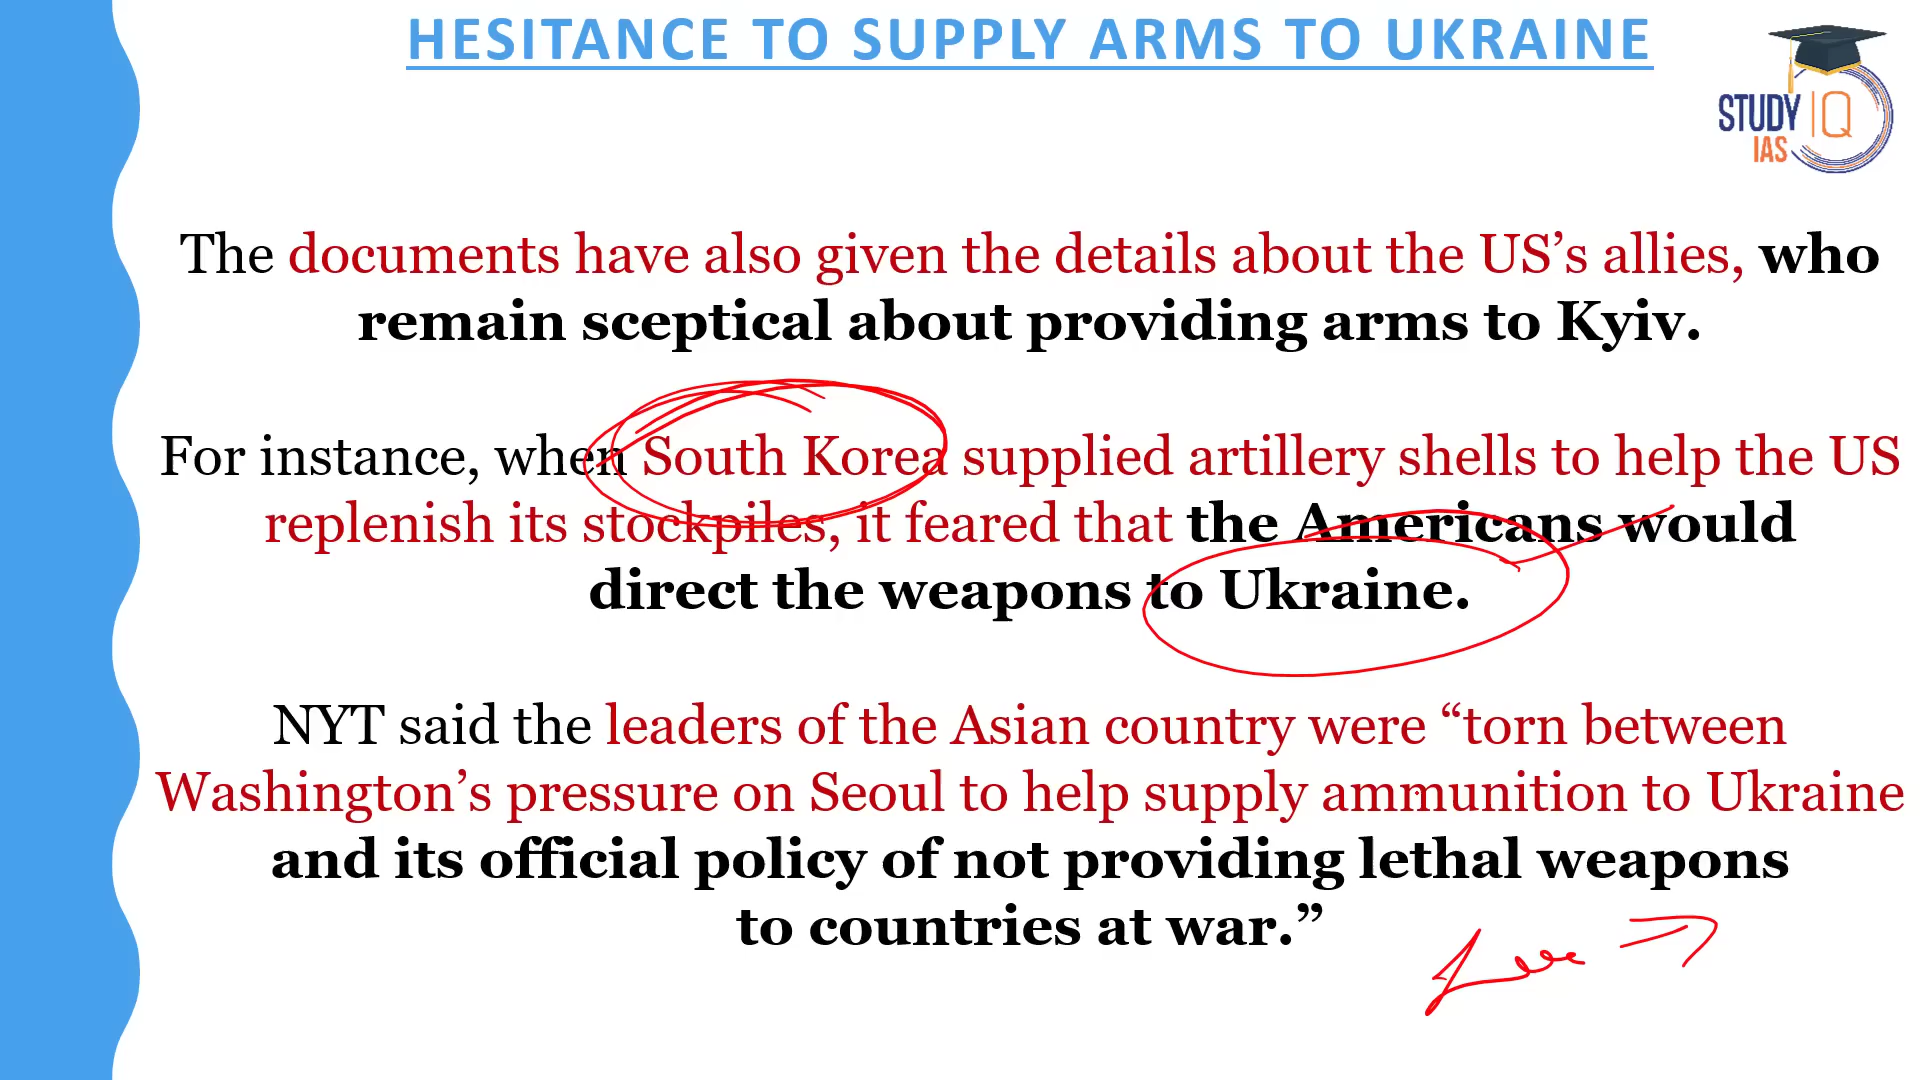 HESITANCE TO SUPPLY ARMS TO UKRAINE
STUDY IQ
IAS
The documents have also given the details about the US’s allies, who
remain sceptical about providing arms to Kyiv.
For instance, when South Korea supplied artillery shells to help the US
replenish its stockpiles, it feared that the Americans would
direct the weapons to Ukraine.
NYT said the leaders of the Asian country were “torn between
Washington’s pressure on Seoul to help supply ammunition to Ukraine
and its official policy of not providing lethal weapons
to countries at war.”